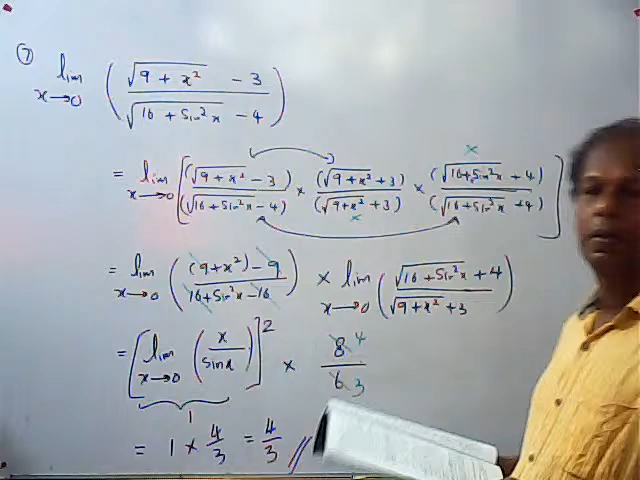 ⑦ lim x→0 ( (√(9 + x²) - 3) / (√(16 + Sin²x) - 4) )
= lim x→0 [ (√(9 + x²) - 3) / (√(16 + Sin²x) - 4) × (√(9 + x²) + 3) / (√(9 + x²) + 3) × (√(16 + Sin²x) + 4) / (√(16 + Sin²x) + 4) ]
= lim x→0 ( ((9 + x²) - 9) / (16 + Sin²x - 16) ) × lim x→0 ( (√(16 + Sin²x) + 4) / (√(9 + x²) + 3) )
= [ lim x→0 ( x / sin x ) ]² × 8 4 / 6 3
1
= 1 × 4/3 = 4/3 //